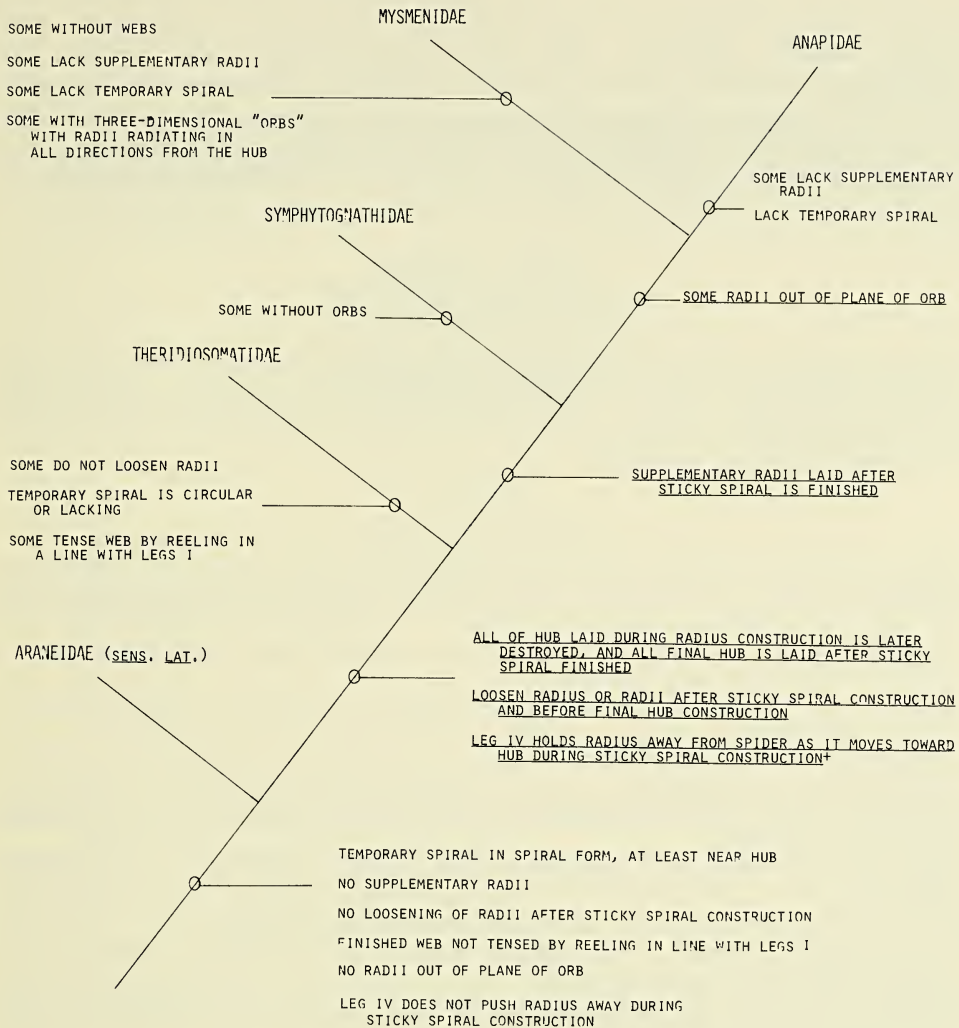 MYSMENIDAE
SOME WITHOUT WEBS
SOME LACK SUPPLEMENTARY RADII
SOME LACK TEMPORARY SPIRAL
SOME WITH THREE-DIMENSIONAL "ORBS"
WITH RADII RADIATING IN
ALL DIRECTIONS FROM THE HUB
ANAPIDAE
SOME LACK SUPPLEMENTARY
RADII
LACK TEMPORARY SPIRAL
SYMPHYTOGNATHIDAE
SOME RADII OUT OF PLANE OF ORB
SOME WITHOUT ORBS
THERIDIOSOMATIDAE
SOME DO NOT LOOSEN RADII
TEMPORARY SPIRAL IS CIRCULAR
OR LACKING
SOME TENSE WEB BY REELING IN
A LINE WITH LEGS I
SUPPLEMENTARY RADII LAID AFTER
STICKY SPIRAL IS FINISHED
ARANEIDAE (SENS. LAT.)
ALL OF HUB LAID DURING RADIUS CONSTRUCTION IS LATER
DESTROYED, AND ALL FINAL HUB IS LAID AFTER STICKY
SPIRAL FINISHED
LOOSEN RADIUS OR RADII AFTER STICKY SPIRAL CONSTRUCTION
AND BEFORE FINAL HUB CONSTRUCTION
LEG IV HOLDS RADIUS AWAY FROM SPIDER AS IT MOVES TOWARD
HUB DURING STICKY SPIRAL CONSTRUCTION+
TEMPORARY SPIRAL IN SPIRAL FORM, AT LEAST NEAR HUB
NO SUPPLEMENTARY RADII
NO LOOSENING OF RADII AFTER STICKY SPIRAL CONSTRUCTION
FINISHED WEB NOT TENSED BY REELING IN LINE WITH LEGS I
NO RADII OUT OF PLANE OF ORB
LEG IV DOES NOT PUSH RADIUS AWAY DURING
STICKY SPIRAL CONSTRUCTION